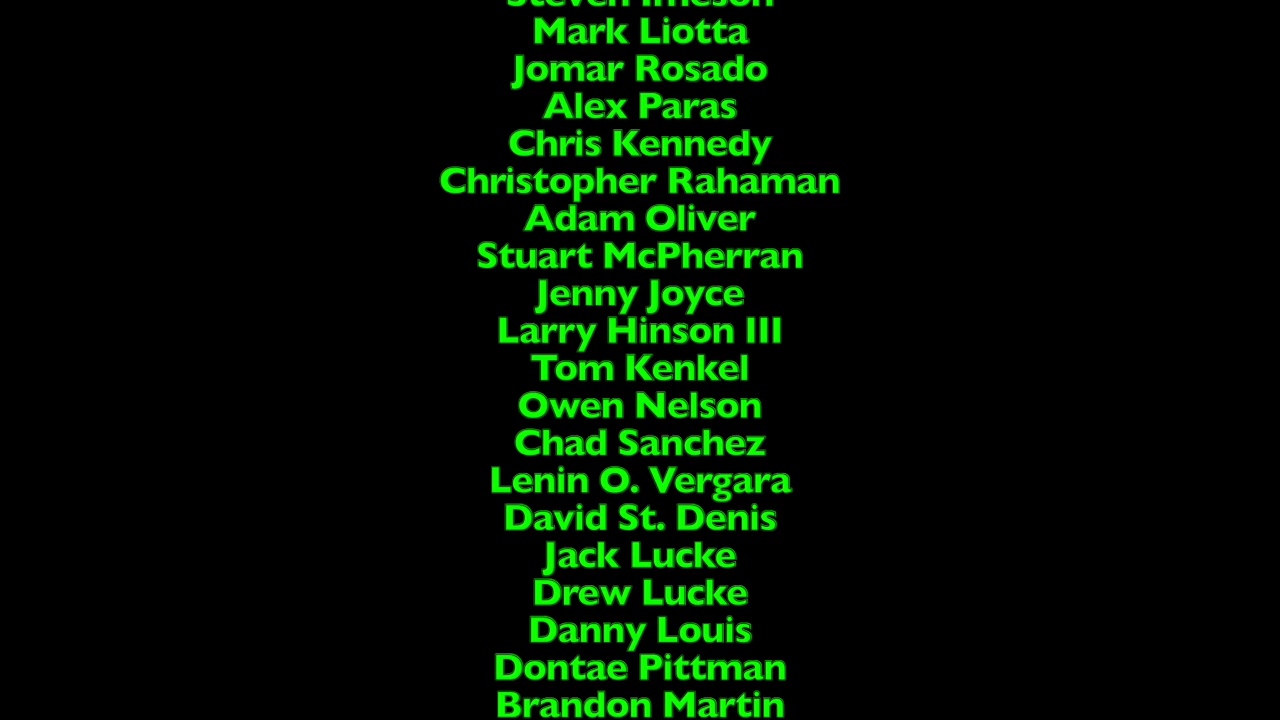 Steven Imeson
Mark Liotta
Jomar Rosado
Alex Paras
Chris Kennedy
Christopher Rahaman
Adam Oliver
Stuart McPherran
Jenny Joyce
Larry Hinson III
Tom Kenkel
Owen Nelson
Chad Sanchez
Lenin O. Vergara
David St. Denis
Jack Lucke
Drew Lucke
Danny Louis
Dontae Pittman
Brandon Martin